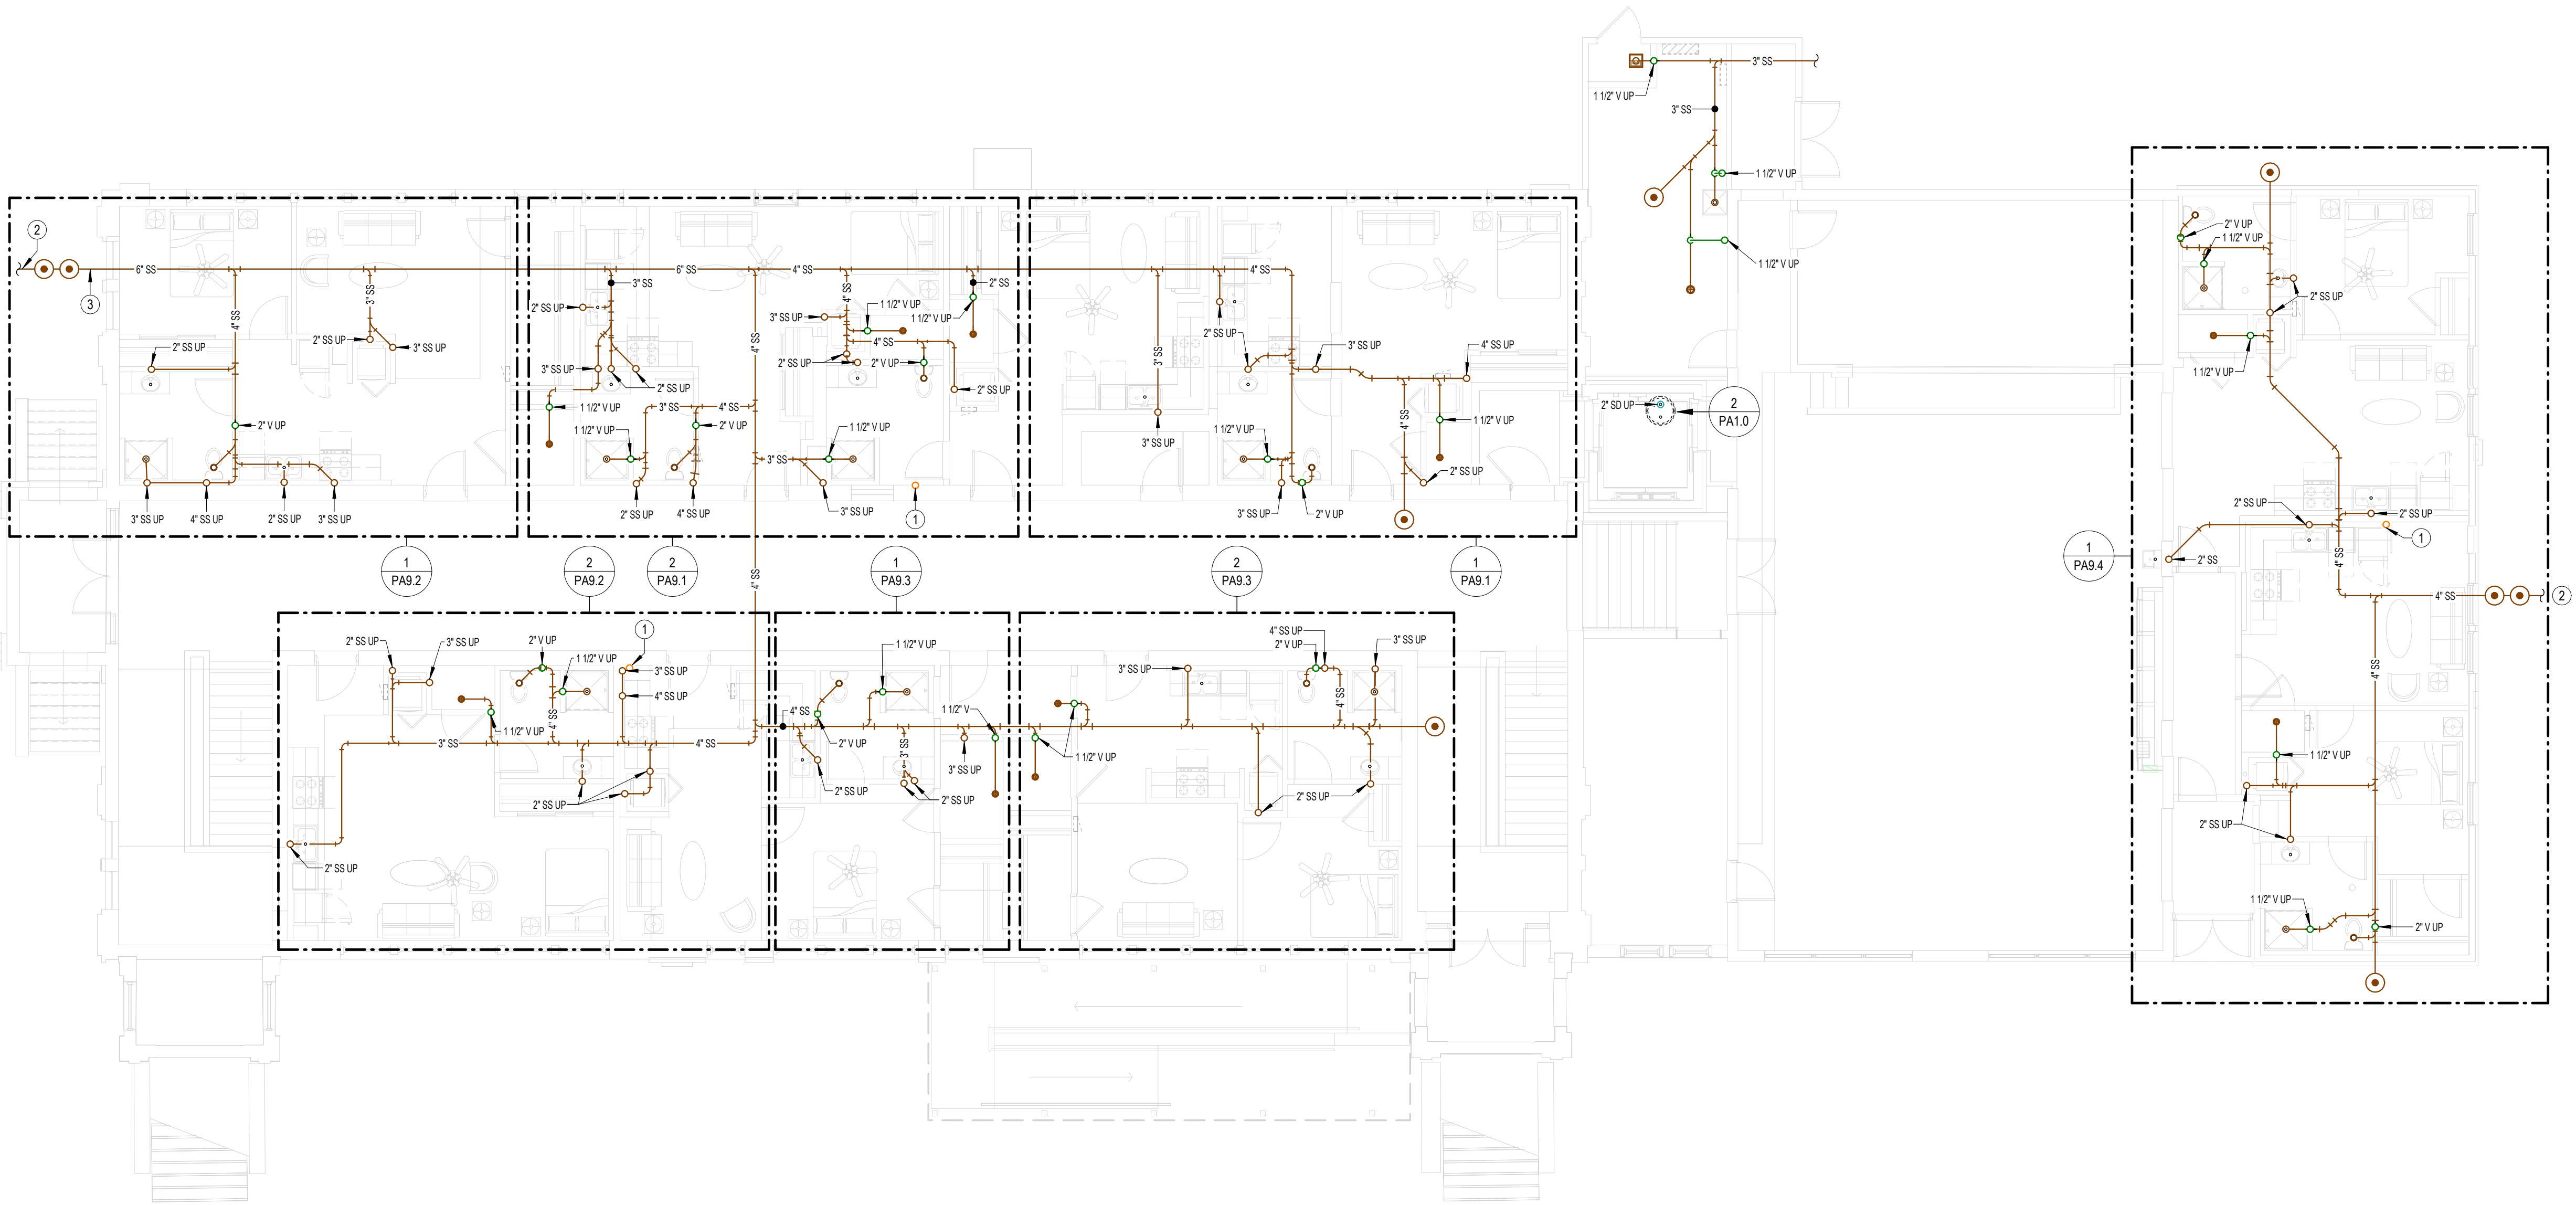 3" SS
1 1/2" V UP
3" SS
1 1/2" V UP
1 1/2" V UP
2
6" SS
3
4" SS
3" SS
2" SS UP
2" SS UP
3" SS UP
2" V UP
3" SS UP
4" SS UP
2" SS UP
3" SS UP
6" SS
4" SS
3" SS
2" SS UP
4" SS
2" SS
1 1/2" V UP
1 1/2" V UP
3" SS UP
4" SS
4" SS
2" SS UP
2" V UP
3" SS UP
2" SS UP
2" SS UP
1 1/2" V UP
3" SS
4" SS
1 1/2" V UP
2" V UP
1 1/2" V UP
3" SS
2" SS UP
4" SS UP
3" SS UP
1
4" SS
2" SS UP
3" SS
3" SS UP
4" SS UP
2" SS UP
3" SS UP
4" SS
1 1/2" V UP
1 1/2" V UP
2" SS UP
3" SS UP
2" V UP
2" SD UP
2
PA1.0
1
PA9.2
2
PA9.2
2
PA9.1
4" SS
1
PA9.3
2
PA9.3
1
PA9.1
2" SS UP
3" SS UP
2" V UP
1 1/2" V UP
1
3" SS UP
4" SS UP
1 1/2" V UP
4" SS
3" SS
4" SS
2" SS UP
2" SS UP
4" SS
1 1/2" V UP
1 1/2" V
2" V UP
3" SS
3" SS UP
2" SS UP
2" SS UP
3" SS UP
4" SS UP
2" V UP
3" SS UP
4" SS
1 1/2" V UP
2" SS UP
2" V UP
1 1/2" V UP
2" SS UP
1 1/2" V UP
2" SS UP
2" SS UP
1
2" SS
1
PA9.4
4" SS
4" SS
2
4" SS
1 1/2" V UP
2" SS UP
1 1/2" V UP
2" V UP